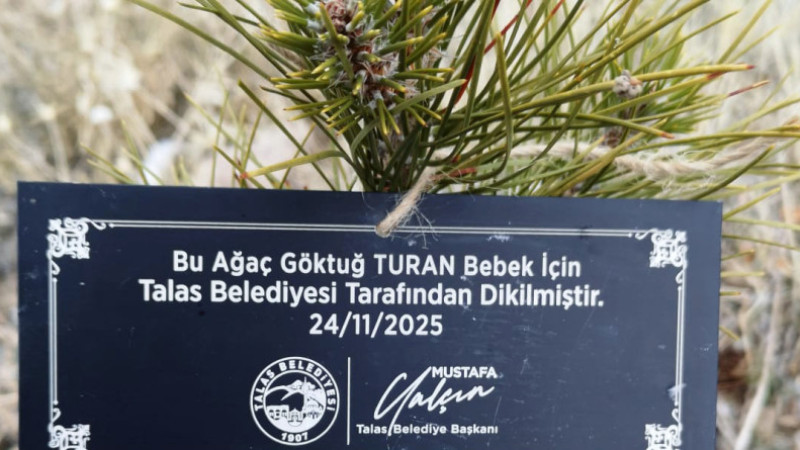 Bu Ağaç Göktuğ TURAN Bebek İçin
Talas Belediyesi Tarafından Dikilmiştir.
24/11/2025
TALAS BELEDİYESİ
1907
MUSTAFA
Yalçın
Talas Belediye Başkanı